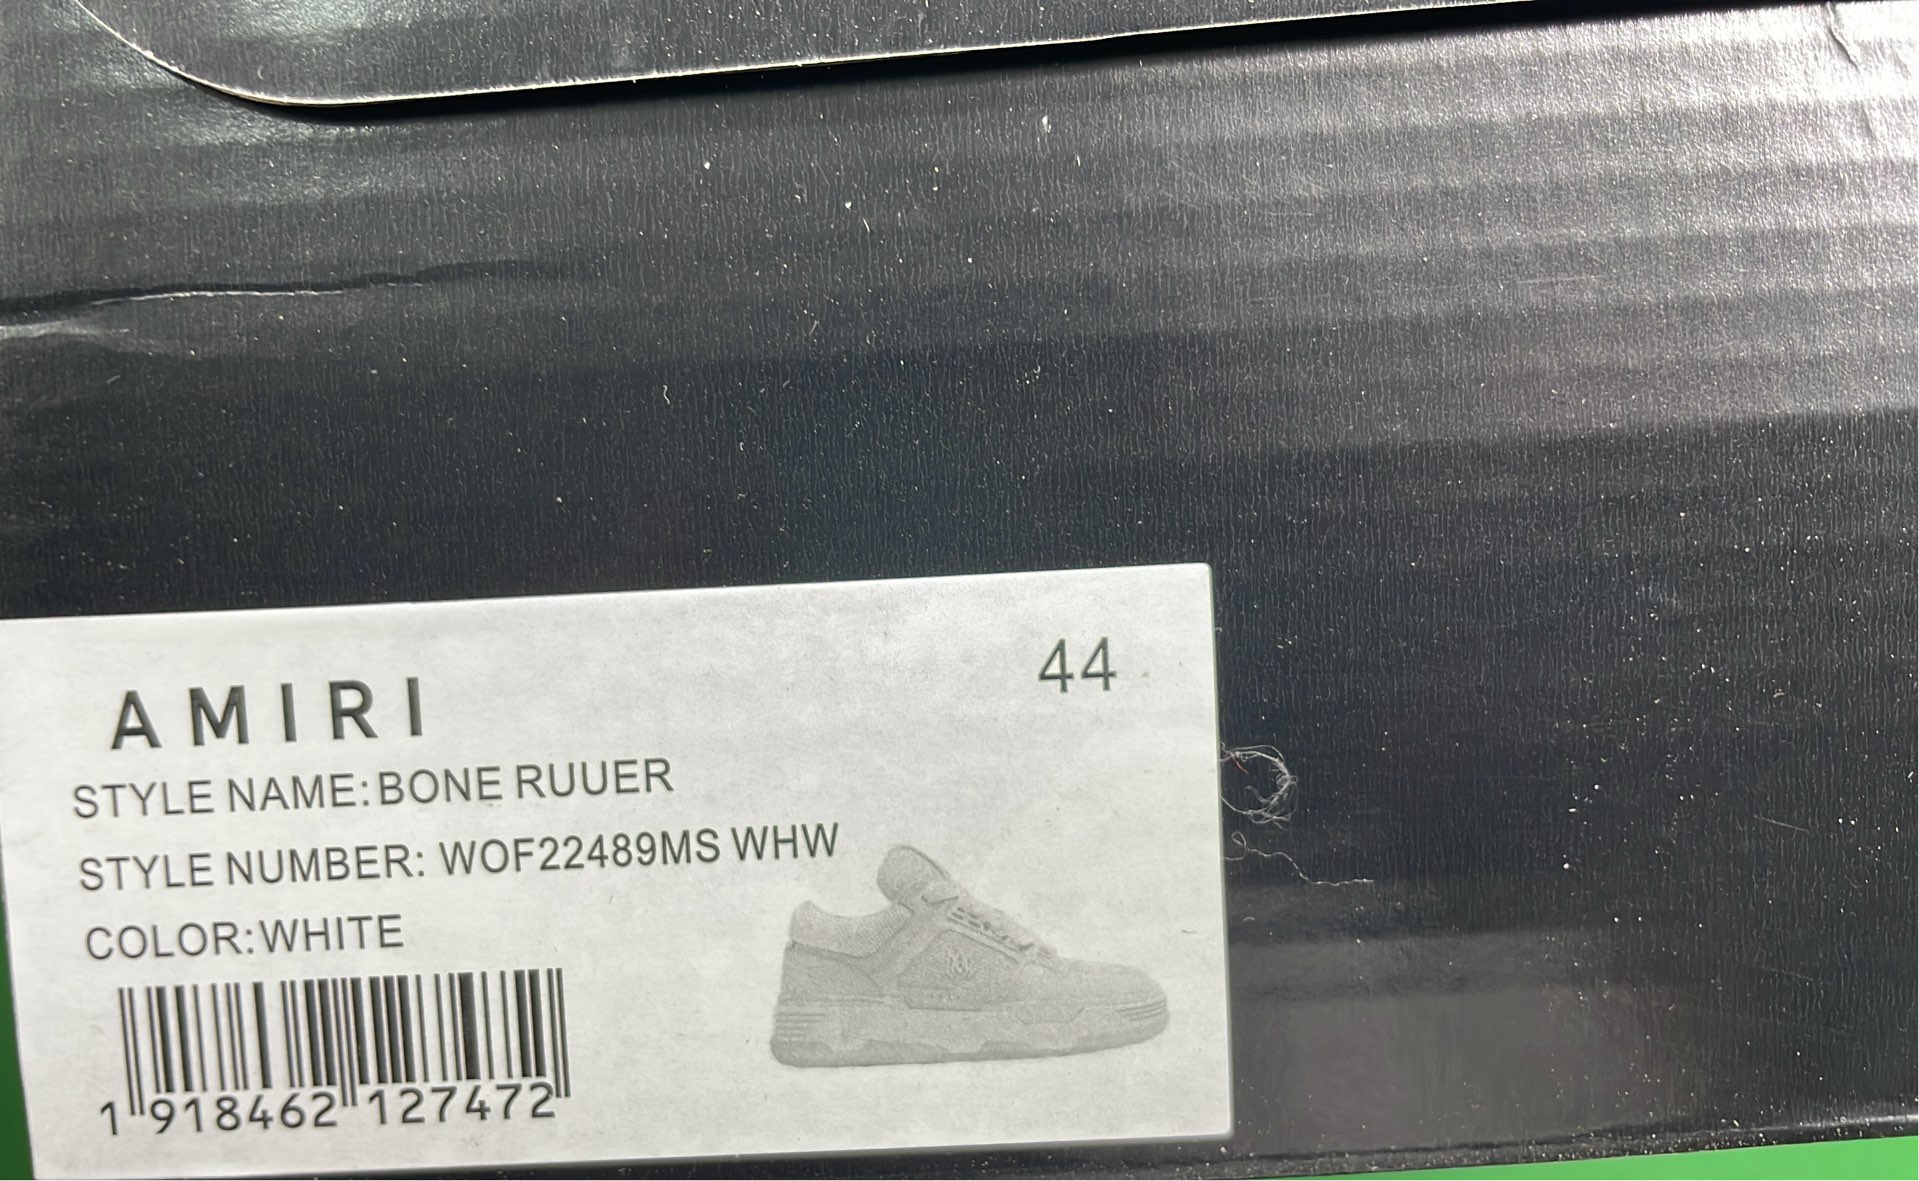 AMIRI
44
STYLE NAME:BONE RUUER
STYLE NUMBER: WOF22489MS WHW
COLOR:WHITE
1 918462 127472